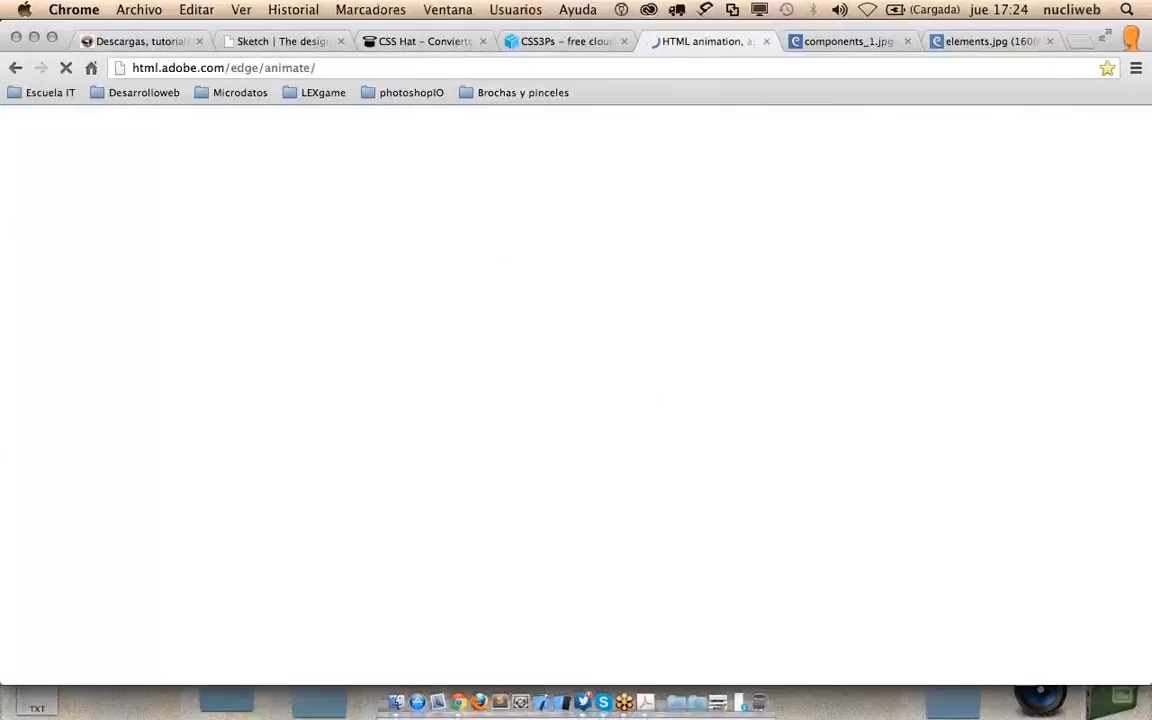 Chrome Archivo Editar Ver Historial Marcadores Ventana Usuarios Ayuda (Cargada) jue 17:24 nucliweb
Descargas, tutorial Sketch | The desig CSS Hat – Convierte CSS3Ps – free clou HTML animation, a components_1.jpg elements.jpg (1600
html.adobe.com/edge/animate/
Escuela IT Desarrolloweb Microdatos LEXgame photoshopIO Brochas y pinceles
TXT